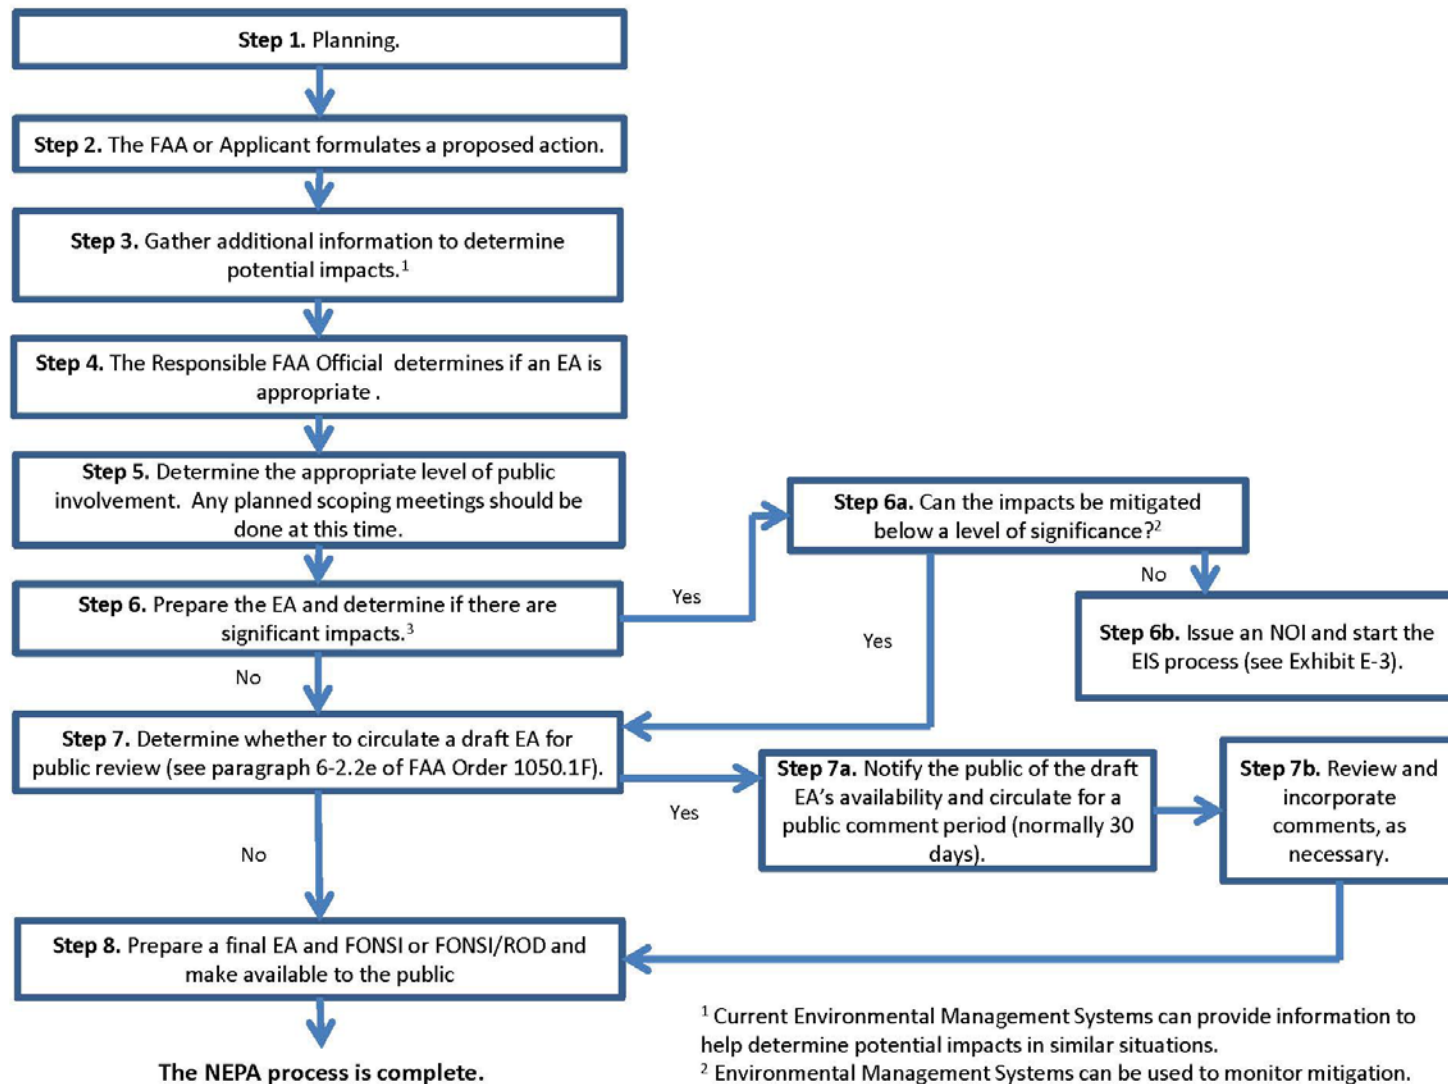 Step 1. Planning.
Step 2. The FAA or Applicant formulates a proposed action.
Step 3. Gather additional information to determine
potential impacts.¹
Step 4. The Responsible FAA Official determines if an EA is
appropriate .
Step 5. Determine the appropriate level of public
involvement. Any planned scoping meetings should be
done at this time.
Step 6. Prepare the EA and determine if there are
significant impacts.³
Yes
No
Step 6a. Can the impacts be mitigated
below a level of significance?²
No
Yes
Step 6b. Issue an NOI and start the
EIS process (see Exhibit E-3).
Step 7. Determine whether to circulate a draft EA for
public review (see paragraph 6-2.2e of FAA Order 1050.1F).
Yes
No
Step 7a. Notify the public of the draft
EA’s availability and circulate for a
public comment period (normally 30
days).
Step 7b. Review and
incorporate
comments, as
necessary.
Step 8. Prepare a final EA and FONSI or FONSI/ROD and
make available to the public
The NEPA process is complete.
¹ Current Environmental Management Systems can provide information to
help determine potential impacts in similar situations.
² Environmental Management Systems can be used to monitor mitigation.